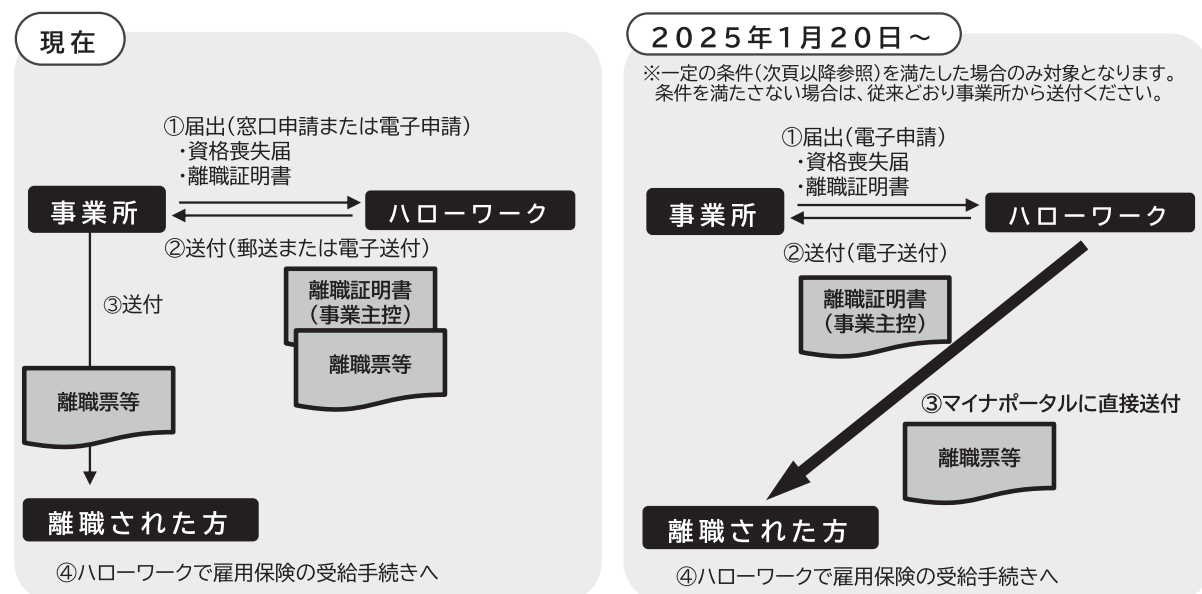 現在
①届出(窓口申請または電子申請)
・資格喪失届
・離職証明書
事業所
ハローワーク
②送付(郵送または電子送付)
離職証明書
(事業主控)
③送付
離職票等
離職票等
離職された方
④ハローワークで雇用保険の受給手続きへ
2025年1月20日~
※一定の条件(次頁以降参照)を満たした場合のみ対象となります。
条件を満たさない場合は、従来どおり事業所から送付ください。
①届出(電子申請)
・資格喪失届
・離職証明書
事業所
ハローワーク
②送付(電子送付)
離職証明書
(事業主控)
③マイナポータルに直接送付
離職票等
離職された方
④ハローワークで雇用保険の受給手続きへ